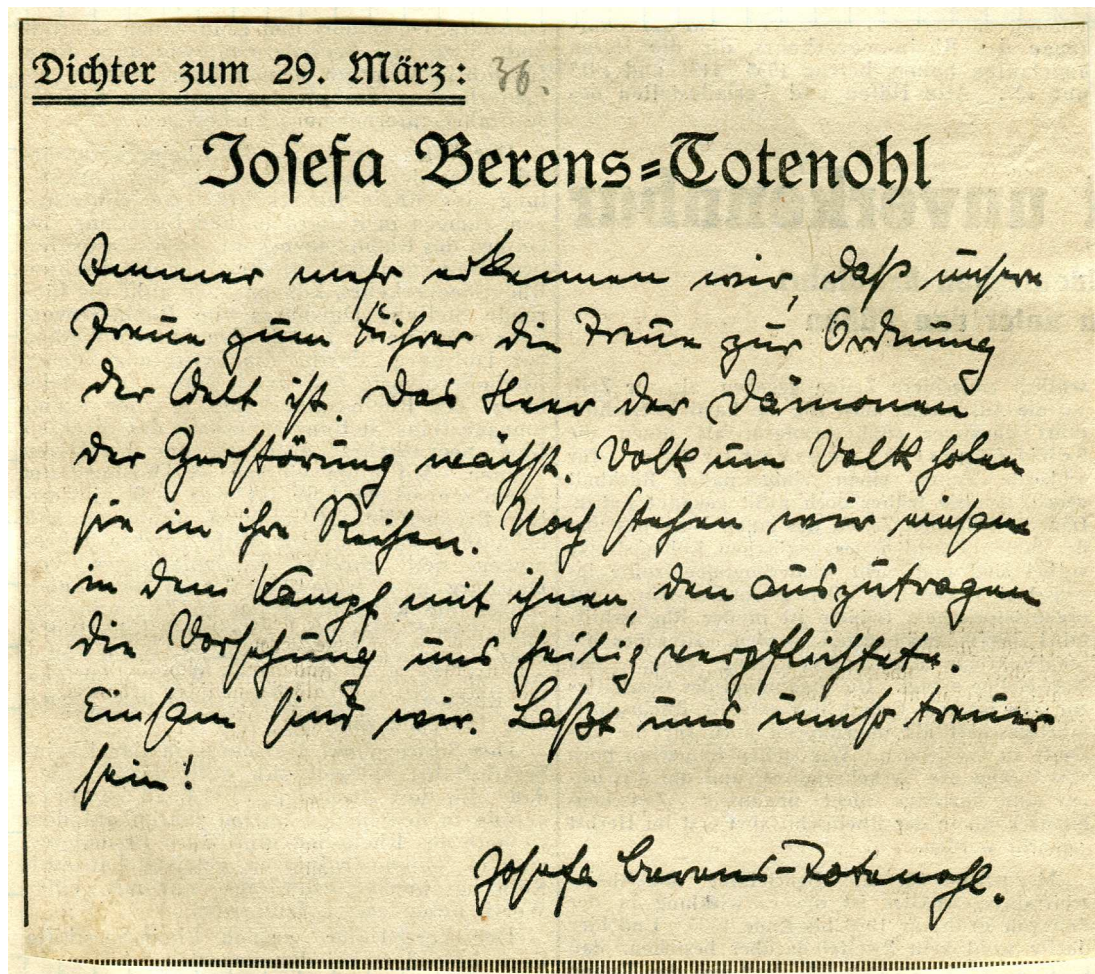 Dichter zum 29. März: 36.
Josefa Berens-Totenohl
Immer mehr erkennen wir, daß unsere
Treue zum Führer die Treue zur Ordnung
der Welt ist. Das Heer der Dämonen
der Zerstörung wächst. Volk um Volk holen
sie in ihre Reihen. Noch stehen wir einsam
in dem Kampf mit ihnen, den auszutragen
die Vorsehung uns heilig verpflichtete.
Einsam sind wir. Laßt uns umso treuer
sein!
Josefa Berens-Totenohl.